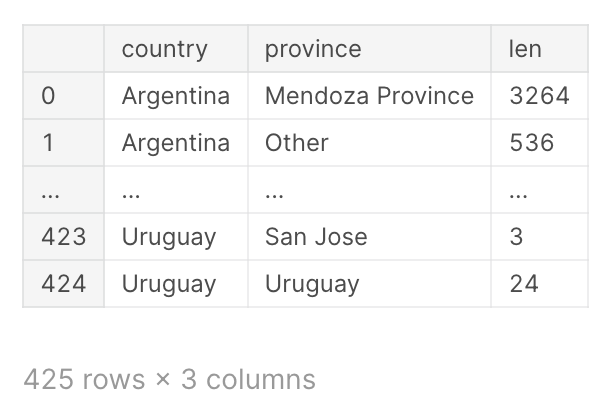 country province len
0 Argentina Mendoza Province 3264
1 Argentina Other 536
... ... ... ...
423 Uruguay San Jose 3
424 Uruguay Uruguay 24
425 rows × 3 columns